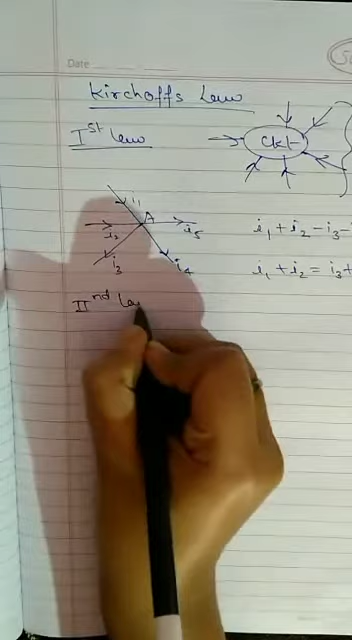 Date
Kirchoffs Law
Ist law
Ckt
i1
A
i2
i5
i3
i4
i1 + i2 - i3 -
i1 + i2 = i3 +
IInd La